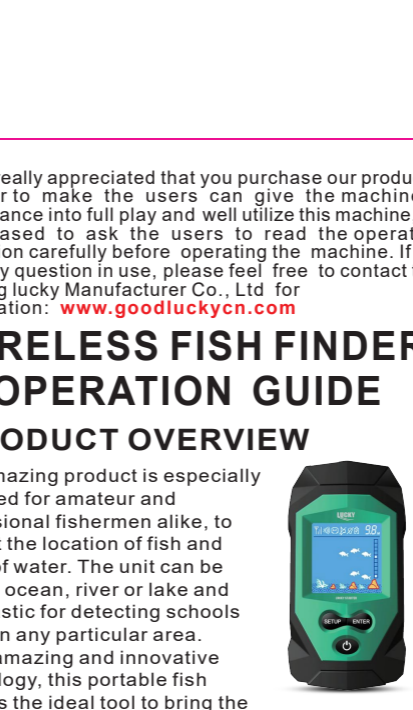 eally appreciated that you purchase our produ
r to make the users can give the machine
ance into full play and well utilize this machine
ased to ask the users to read the operat
on carefully before operating the machine. If
y question in use, please feel free to contact
g lucky Manufacturer Co., Ltd for
ation: www.goodluckycn.com
RELESS FISH FINDER
OPERATION GUIDE
ODUCT OVERVIEW
mazing product is especially
ed for amateur and
sional fishermen alike, to
t the location of fish and
of water. The unit can be
ocean, river or lake and
stic for detecting schools
n any particular area.
amazing and innovative
logy, this portable fish
s the ideal tool to bring the
LUCKY
98
SETUP ENTER